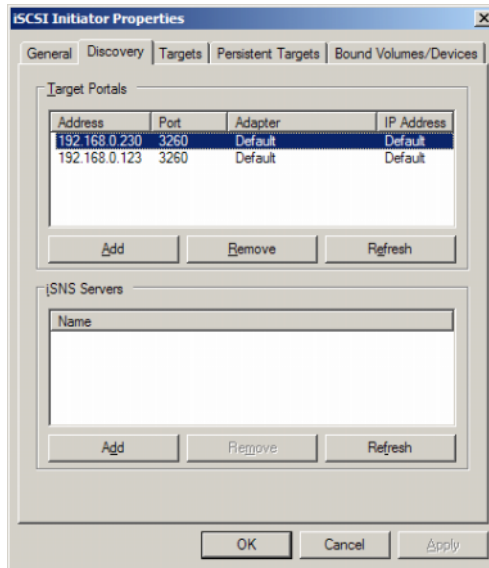 iSCSI Initiator Properties
General Discovery Targets Persistent Targets Bound Volumes/Devices
Target Portals
Address Port Adapter IP Address
192.168.0.230 3260 Default Default
192.168.0.123 3260 Default Default
Add Remove Refresh
iSNS Servers
Name
Add Remove Refresh
OK Cancel Apply